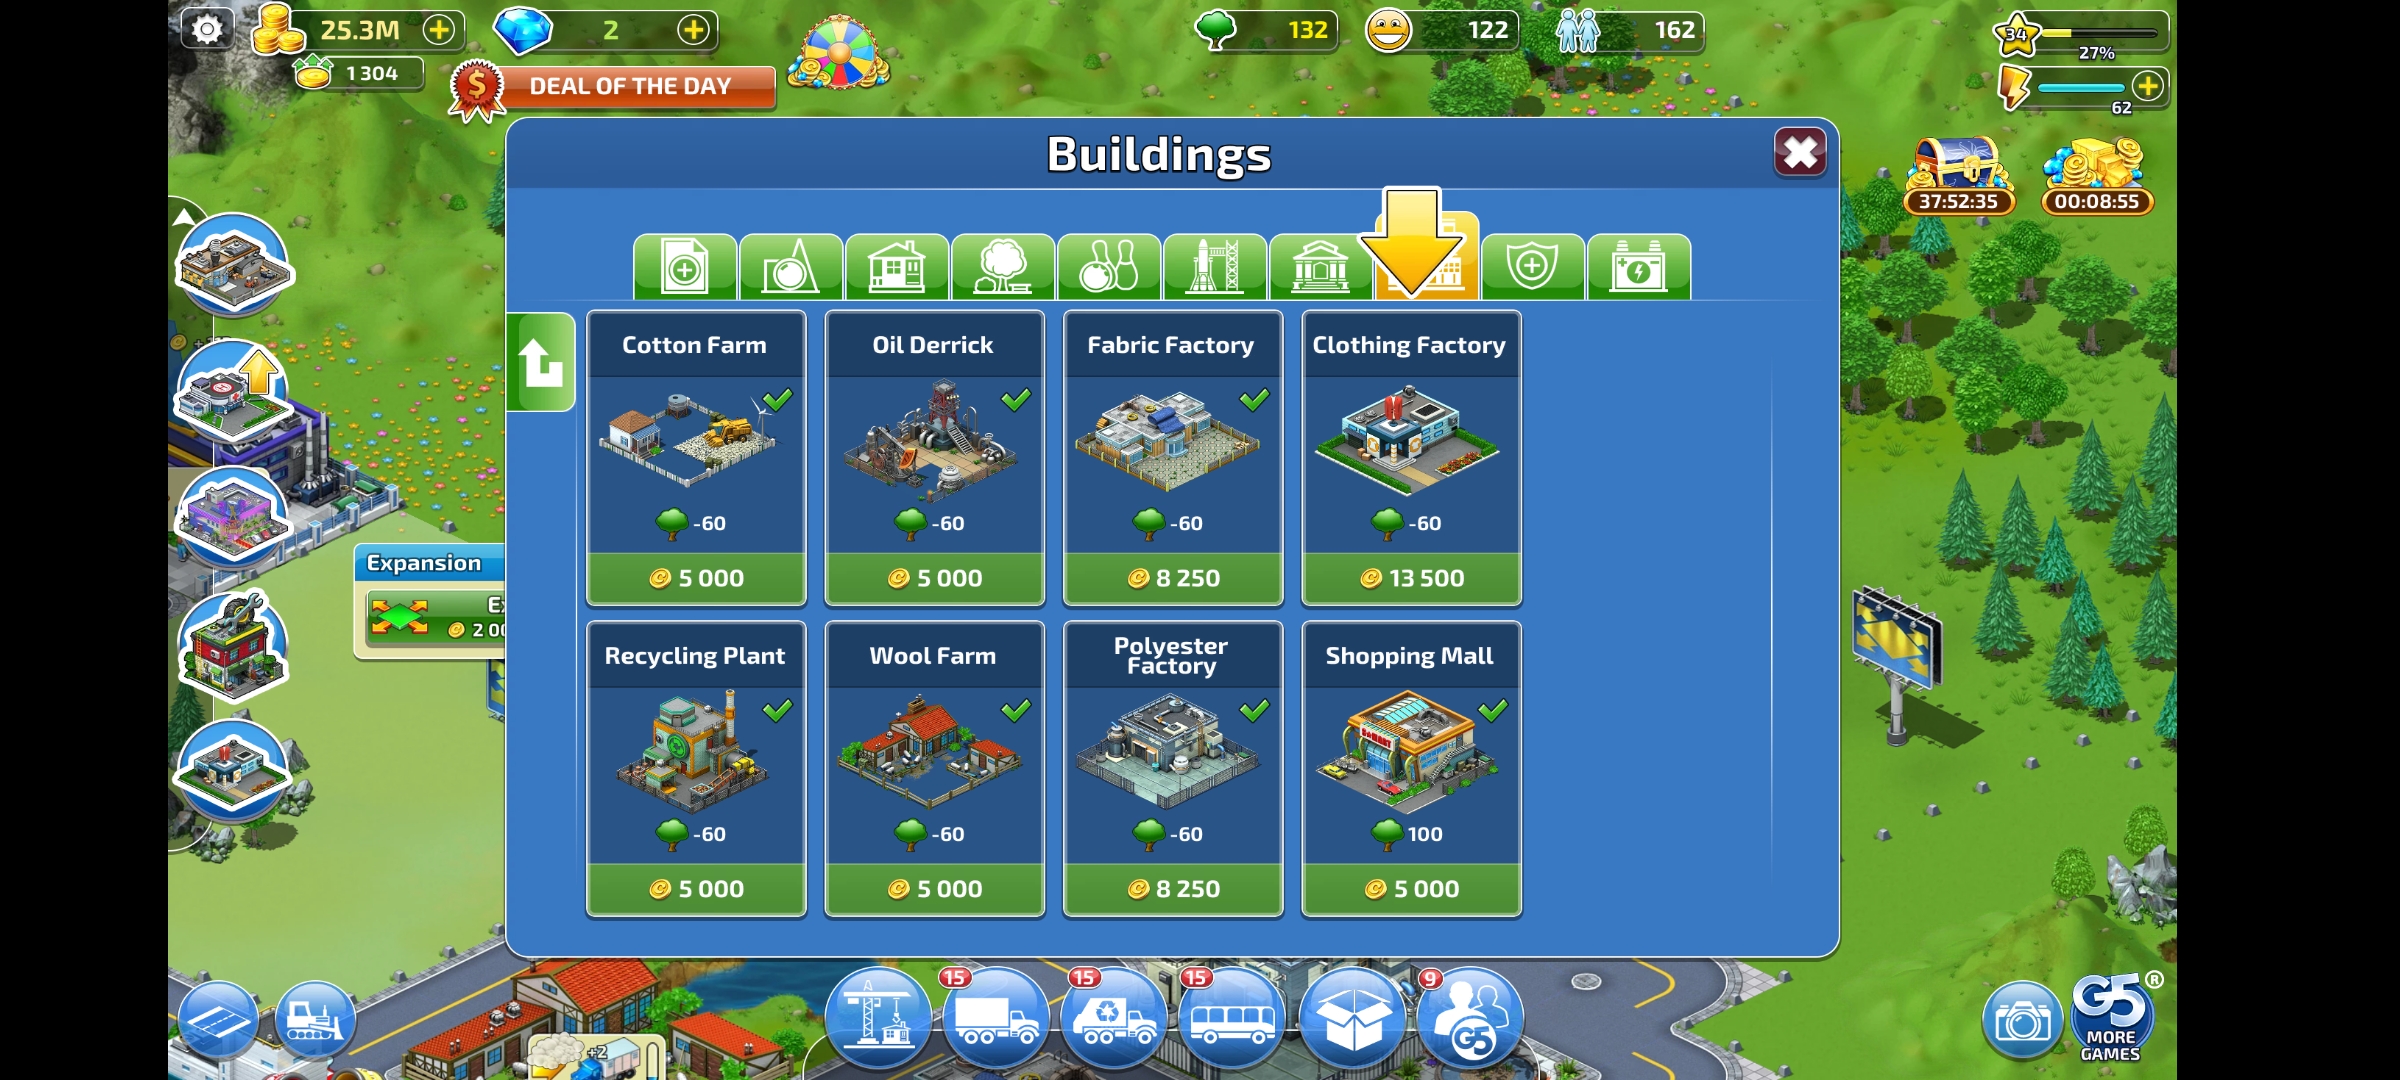 25.3M
2
132
122
162
34
27%
1 304
DEAL OF THE DAY
62
Buildings
37:52:35
00:08:55
Cotton Farm
Oil Derrick
Fabric Factory
Clothing Factory
-60
-60
-60
-60
5 000
5 000
8 250
13 500
Expansion
2 00
Recycling Plant
Wool Farm
Polyester
Factory
Shopping Mall
-60
-60
-60
100
5 000
5 000
8 250
5 000
15
15
15
9
G5
+2
G5®
MORE
GAMES